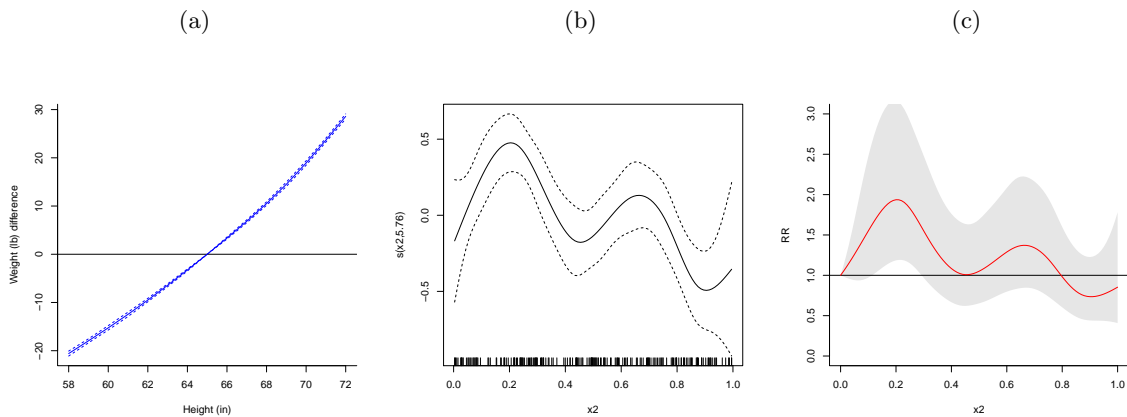 (a)
(b)
(c)
Weight (lb) difference
30
20
10
0
−10
−20
58 60 62 64 66 68 70 72
Height (in)
s(x2,5.76)
0.5
0.0
−0.5
0.0 0.2 0.4 0.6 0.8 1.0
x2
RR
3.0
2.5
2.0
1.5
1.0
0.5
0.0
0.0 0.2 0.4 0.6 0.8 1.0
x2